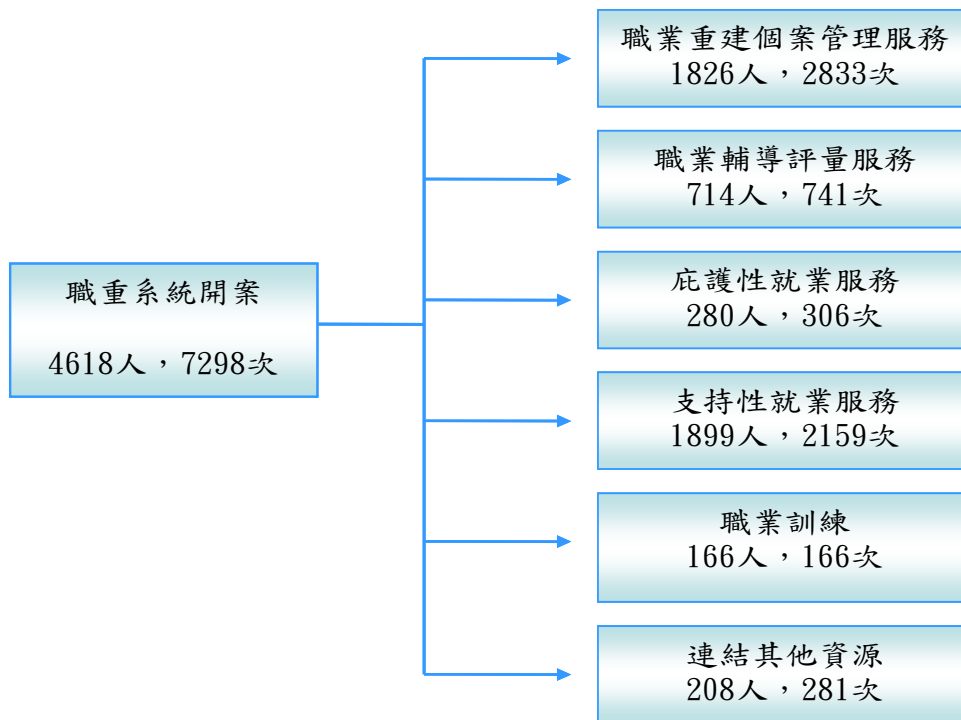 職業重建個案管理服務
1826人，2833次
職業輔導評量服務
714人，741次
職重系統開案
4618人，7298次
庇護性就業服務
280人，306次
支持性就業服務
1899人，2159次
職業訓練
166人，166次
連結其他資源
208人，281次